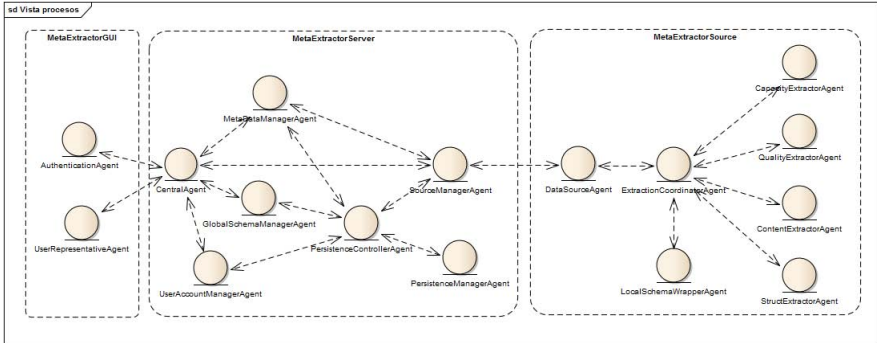 sd Vista procesos
MetaExtractorGUI
MetaExtractorServer
MetaExtractorSource
CapacityExtractorAgent
MetaDataManagerAgent
AuthenticationAgent
QualityExtractorAgent
CentralAgent
SourceManagerAgent
DataSourceAgent
ExtractionCoordinatorAgent
GlobalSchemaManagerAgent
ContentExtractorAgent
UserRepresentativeAgent
PersistenceControllerAgent
PersistenceManagerAgent
UserAccountManagerAgent
LocalSchemaWrapperAgent
StructExtractorAgent